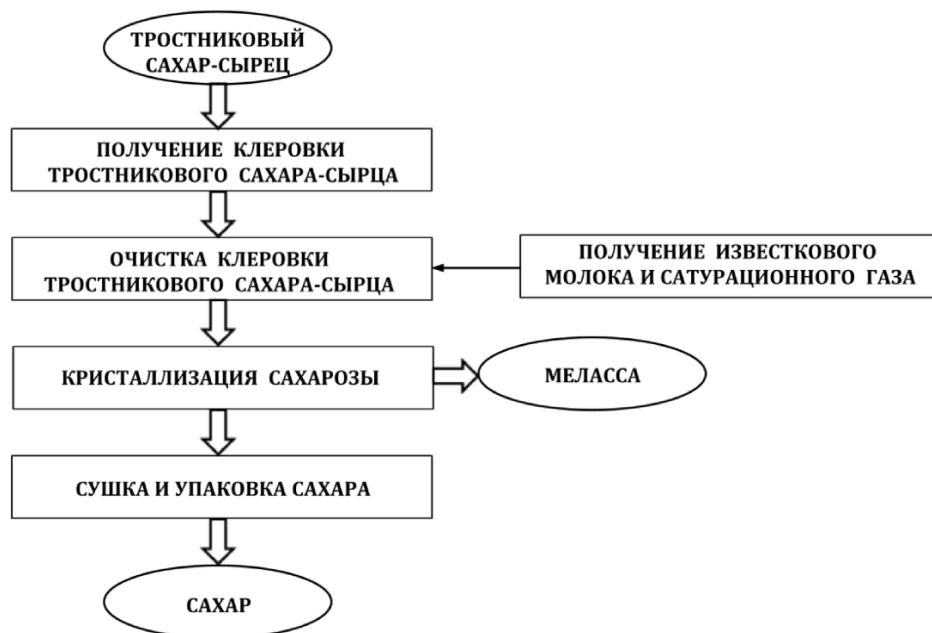 ТРОСТНИКОВЫЙ
САХАР-СЫРЕЦ
ПОЛУЧЕНИЕ КЛЕРОВКИ
ТРОСТНИКОВОГО САХАРА-СЫРЦА
ОЧИСТКА КЛЕРОВКИ
ТРОСТНИКОВОГО САХАРА-СЫРЦА
ПОЛУЧЕНИЕ ИЗВЕСТКОВОГО
МОЛОКА И САТУРАЦИОННОГО ГАЗА
КРИСТАЛЛИЗАЦИЯ САХАРОЗЫ
МЕЛАССА
СУШКА И УПАКОВКА САХАРА
САХАР